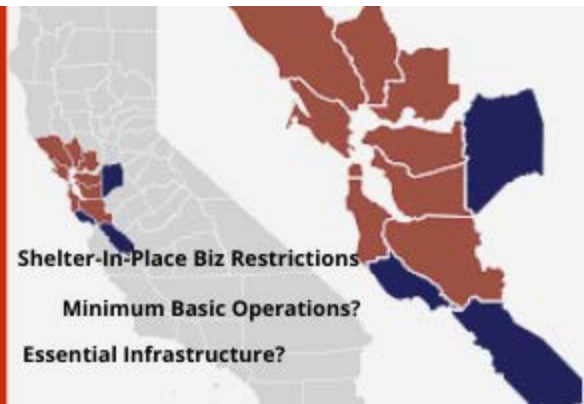 Shelter-In-Place Biz Restrictions
Minimum Basic Operations?
Essential Infrastructure?